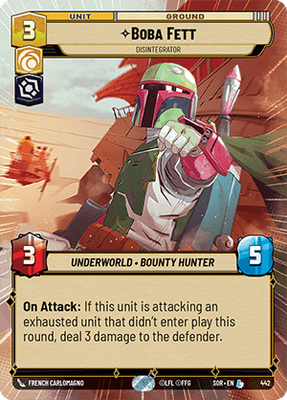 UNIT GROUND
3
BOBA FETT
DISINTEGRATOR
3
5
UNDERWORLD • BOUNTY HUNTER
On Attack: If this unit is attacking an
exhausted unit that didn't enter play this
round, deal 3 damage to the defender.
FRENCH CARLOMAGNO ©LFL ©FFG SOR • EN L 442